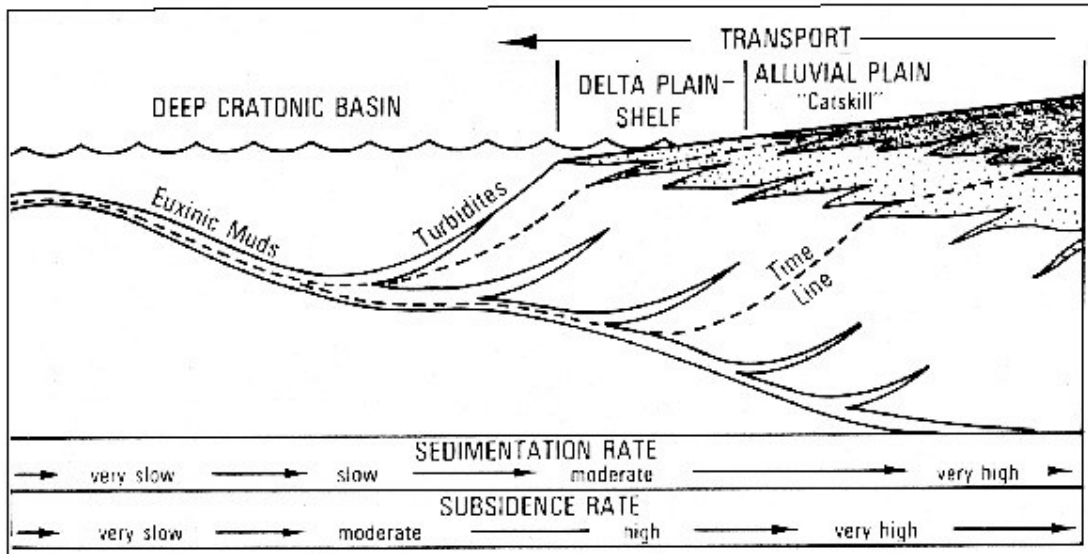 TRANSPORT
DEEP CRATONIC BASIN
DELTA PLAIN-
SHELF
ALLUVIAL PLAIN
"Catskill"
Euxinic Muds
Turbidites
Time
Line
SEDIMENTATION RATE
very slow slow moderate very high
SUBSIDENCE RATE
very slow moderate high very high